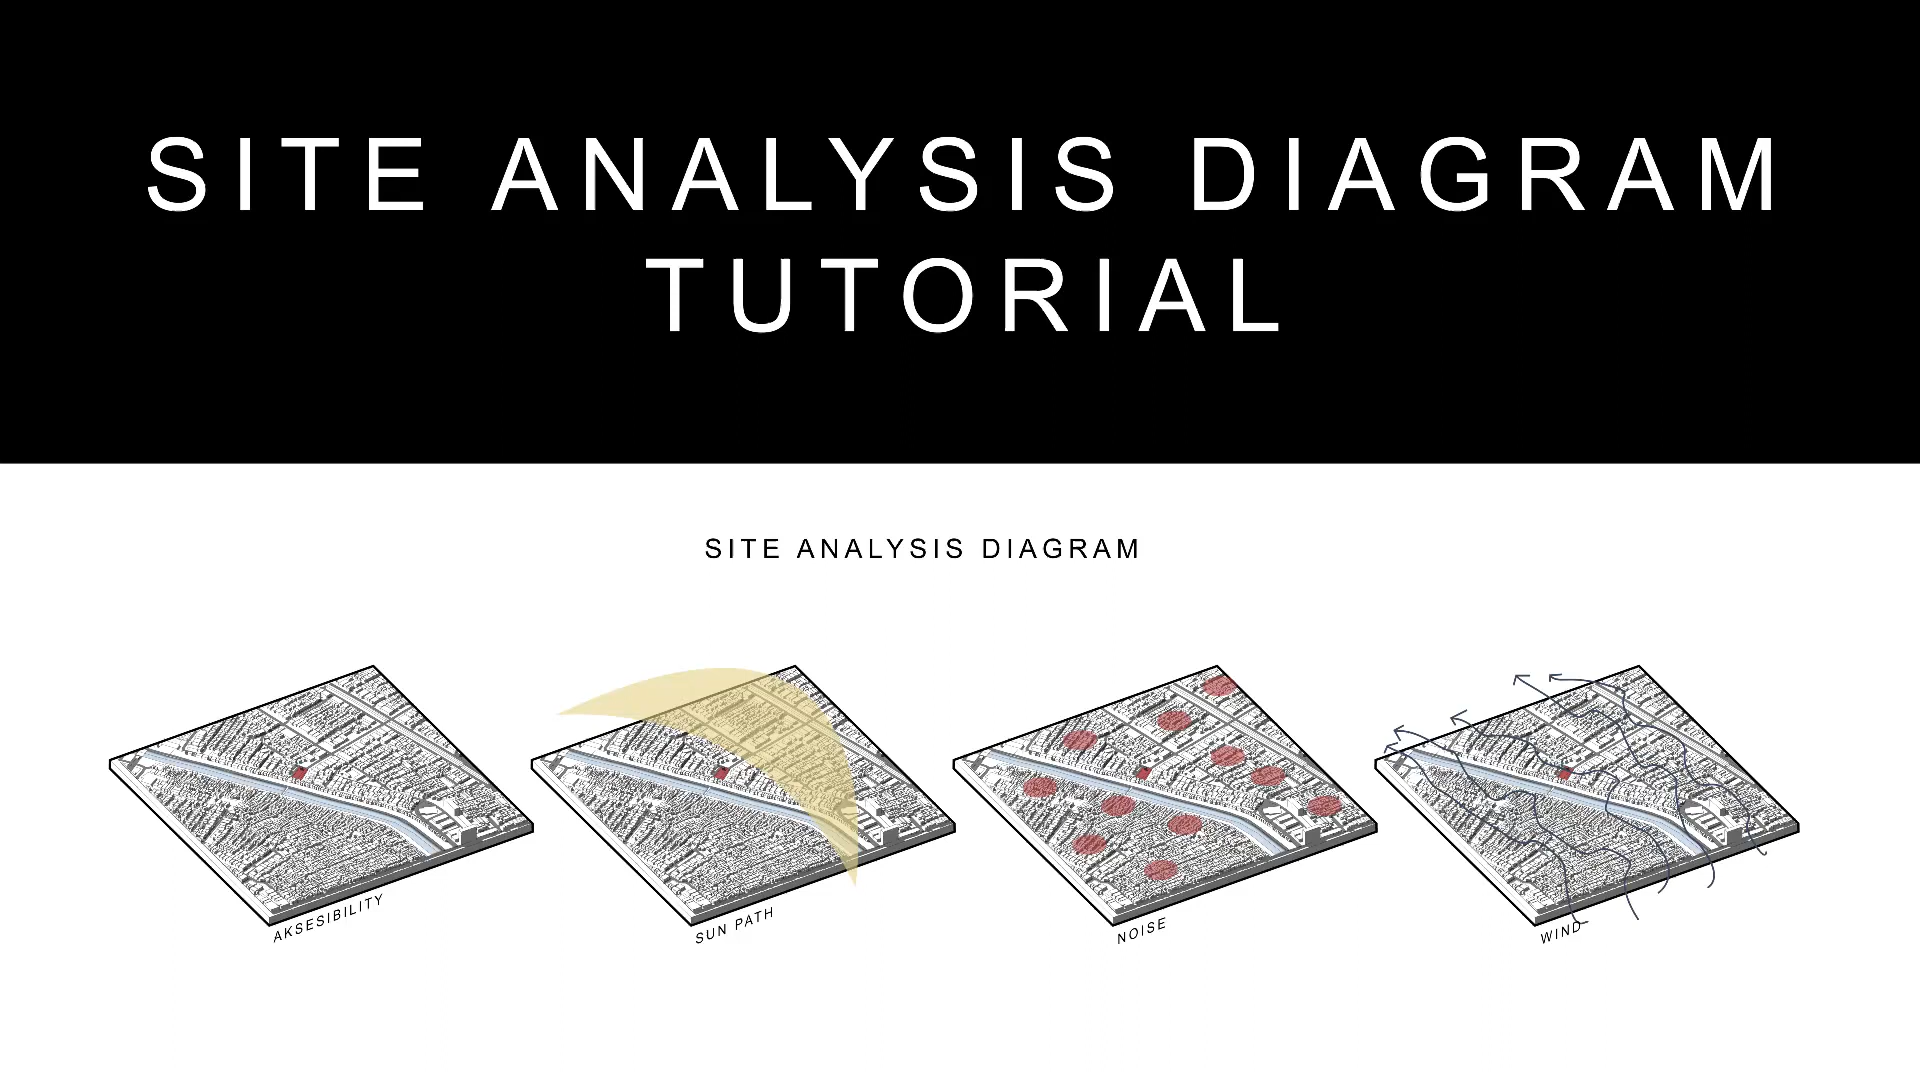 SITE ANALYSIS DIAGRAM
TUTORIAL
SITE ANALYSIS DIAGRAM
AKSESIBILITY
SUN PATH
NOISE
WIND